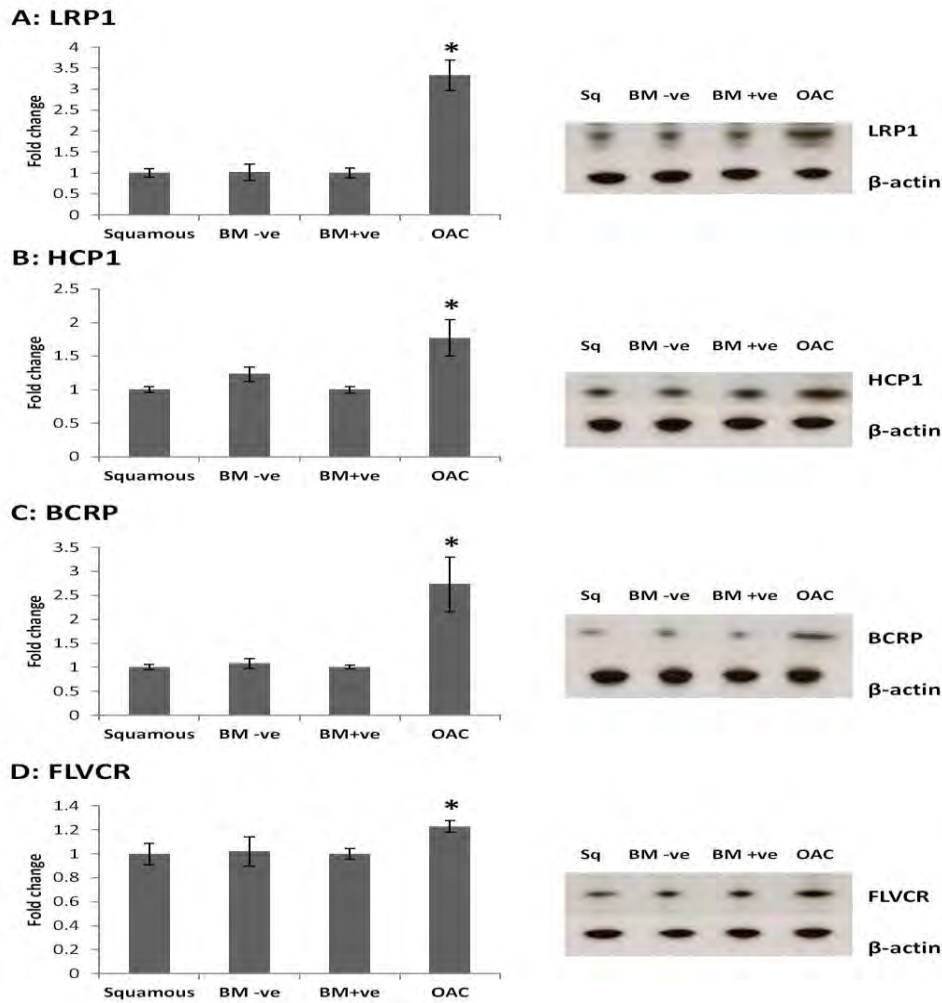 A: LRP1
Fold change
4
3.5
3
2.5
2
1.5
1
0.5
0
*
Squamous BM -ve BM+ve OAC
Sq BM -ve BM +ve OAC
LRP1
β-actin
B: HCP1
Fold change
2.5
2
1.5
1
0.5
0
*
Squamous BM -ve BM+ve OAC
Sq BM -ve BM +ve OAC
HCP1
β-actin
C: BCRP
Fold change
3.5
3
2.5
2
1.5
1
0.5
0
*
Squamous BM -ve BM+ve OAC
Sq BM -ve BM +ve OAC
BCRP
β-actin
D: FLVCR
Fold change
1.4
1.2
1
0.8
0.6
0.4
0.2
0
*
Squamous BM -ve BM+ve OAC
Sq BM -ve BM +ve OAC
FLVCR
β-actin